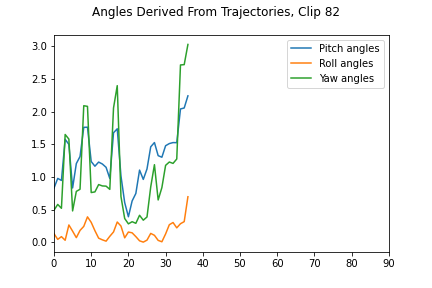 Angles Derived From Trajectories, Clip 82
3.0
2.5
2.0
1.5
1.0
0.5
0.0
Pitch angles
Roll angles
Yaw angles
0 10 20 30 40 50 60 70 80 90